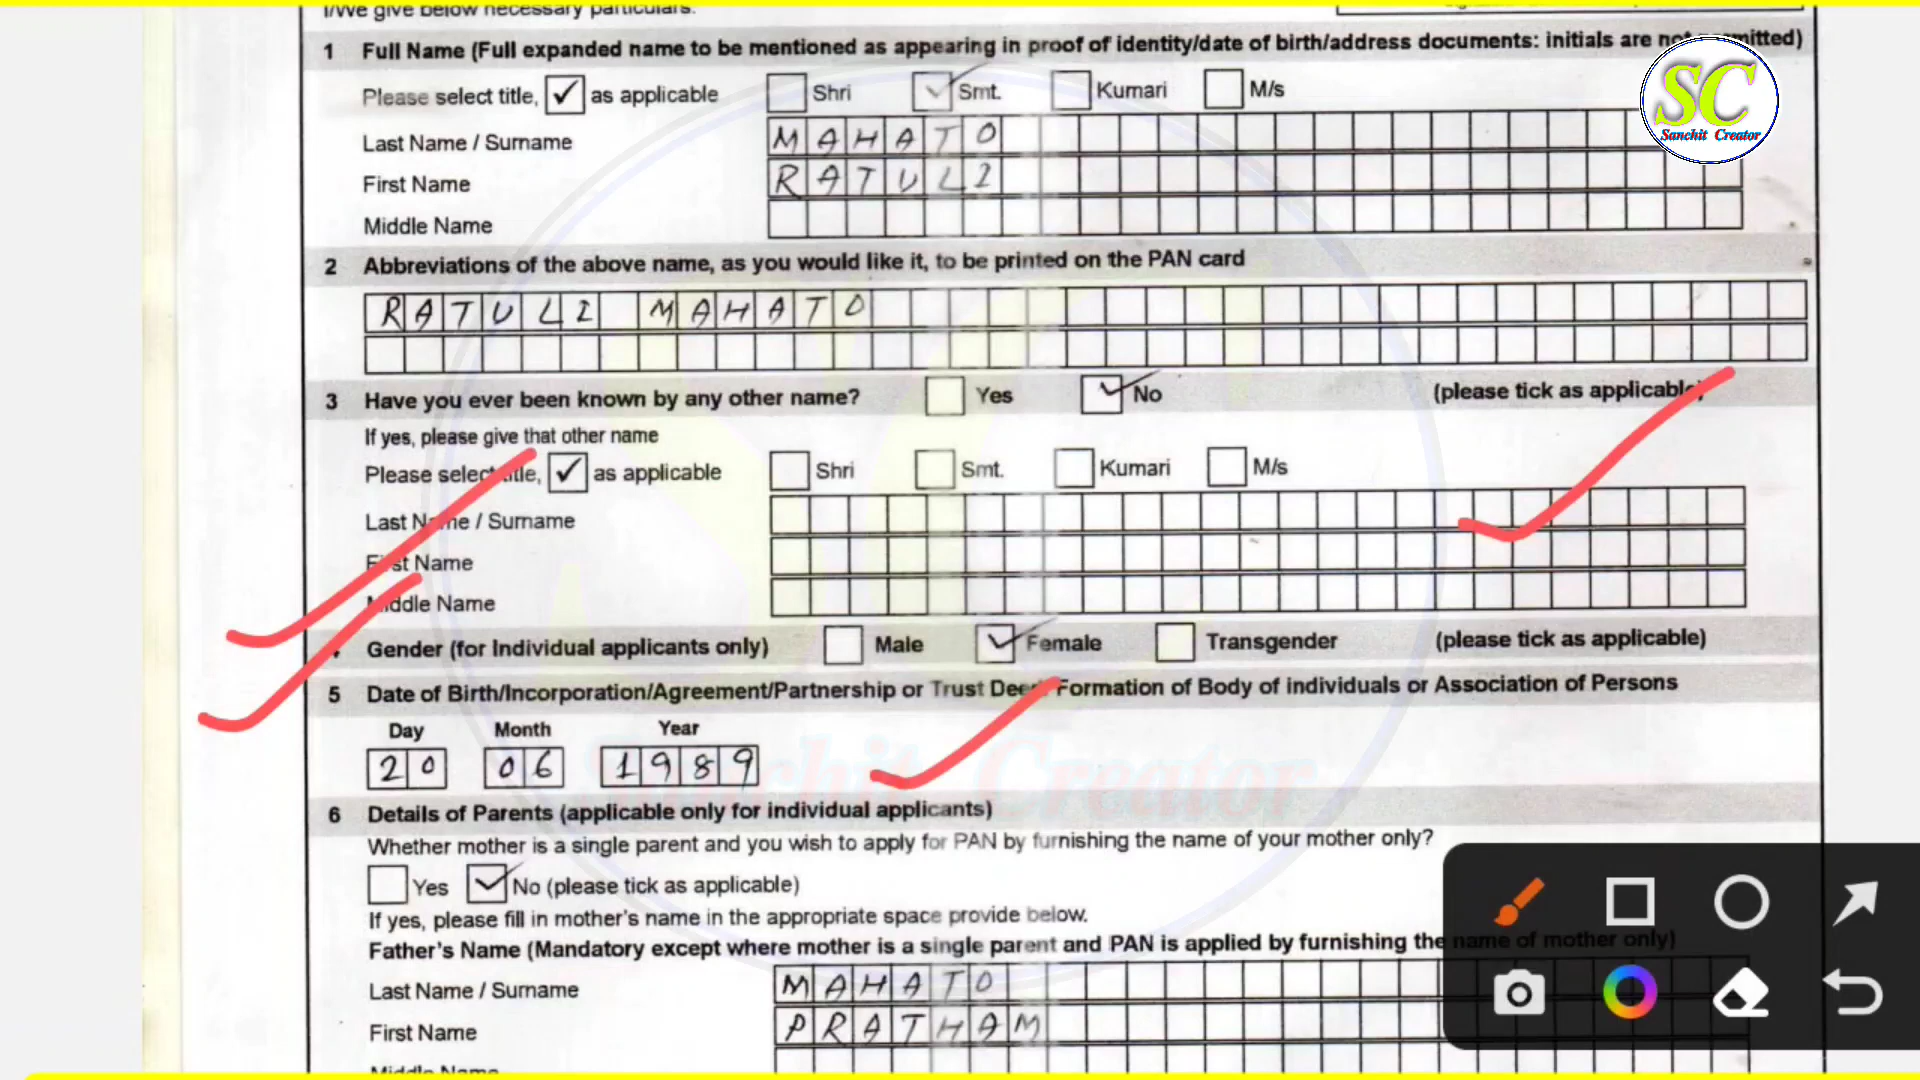 I/We give below necessary particulars.
1 Full Name (Full expanded name to be mentioned as appearing in proof of identity/date of birth/address documents: initials are not permitted)
Please select title, ✓ as applicable Shri ✓ Smt. Kumari M/s
Last Name / Surname MAHATO
First Name RATULI
Middle Name
2 Abbreviations of the above name, as you would like it, to be printed on the PAN card
RATULI MAHATO
3 Have you ever been known by any other name? Yes ✓ No (please tick as applicable)
If yes, please give that other name
Please select title, ✓ as applicable Shri Smt. Kumari M/s
Last Name / Surname
First Name
Middle Name
Gender (for Individual applicants only) Male ✓ Female Transgender (please tick as applicable)
5 Date of Birth/Incorporation/Agreement/Partnership or Trust Deed/ Formation of Body of individuals or Association of Persons
Day Month Year
20 06 1989
6 Details of Parents (applicable only for individual applicants)
Whether mother is a single parent and you wish to apply for PAN by furnishing the name of your mother only?
Yes ✓ No (please tick as applicable)
If yes, please fill in mother's name in the appropriate space provide below.
Father's Name (Mandatory except where mother is a single parent and PAN is applied by furnishing the name of mother only)
Last Name / Surname MAHATO
First Name PRATHAM
Middle Name
SC
Sanchit Creator
Sanchit Creator